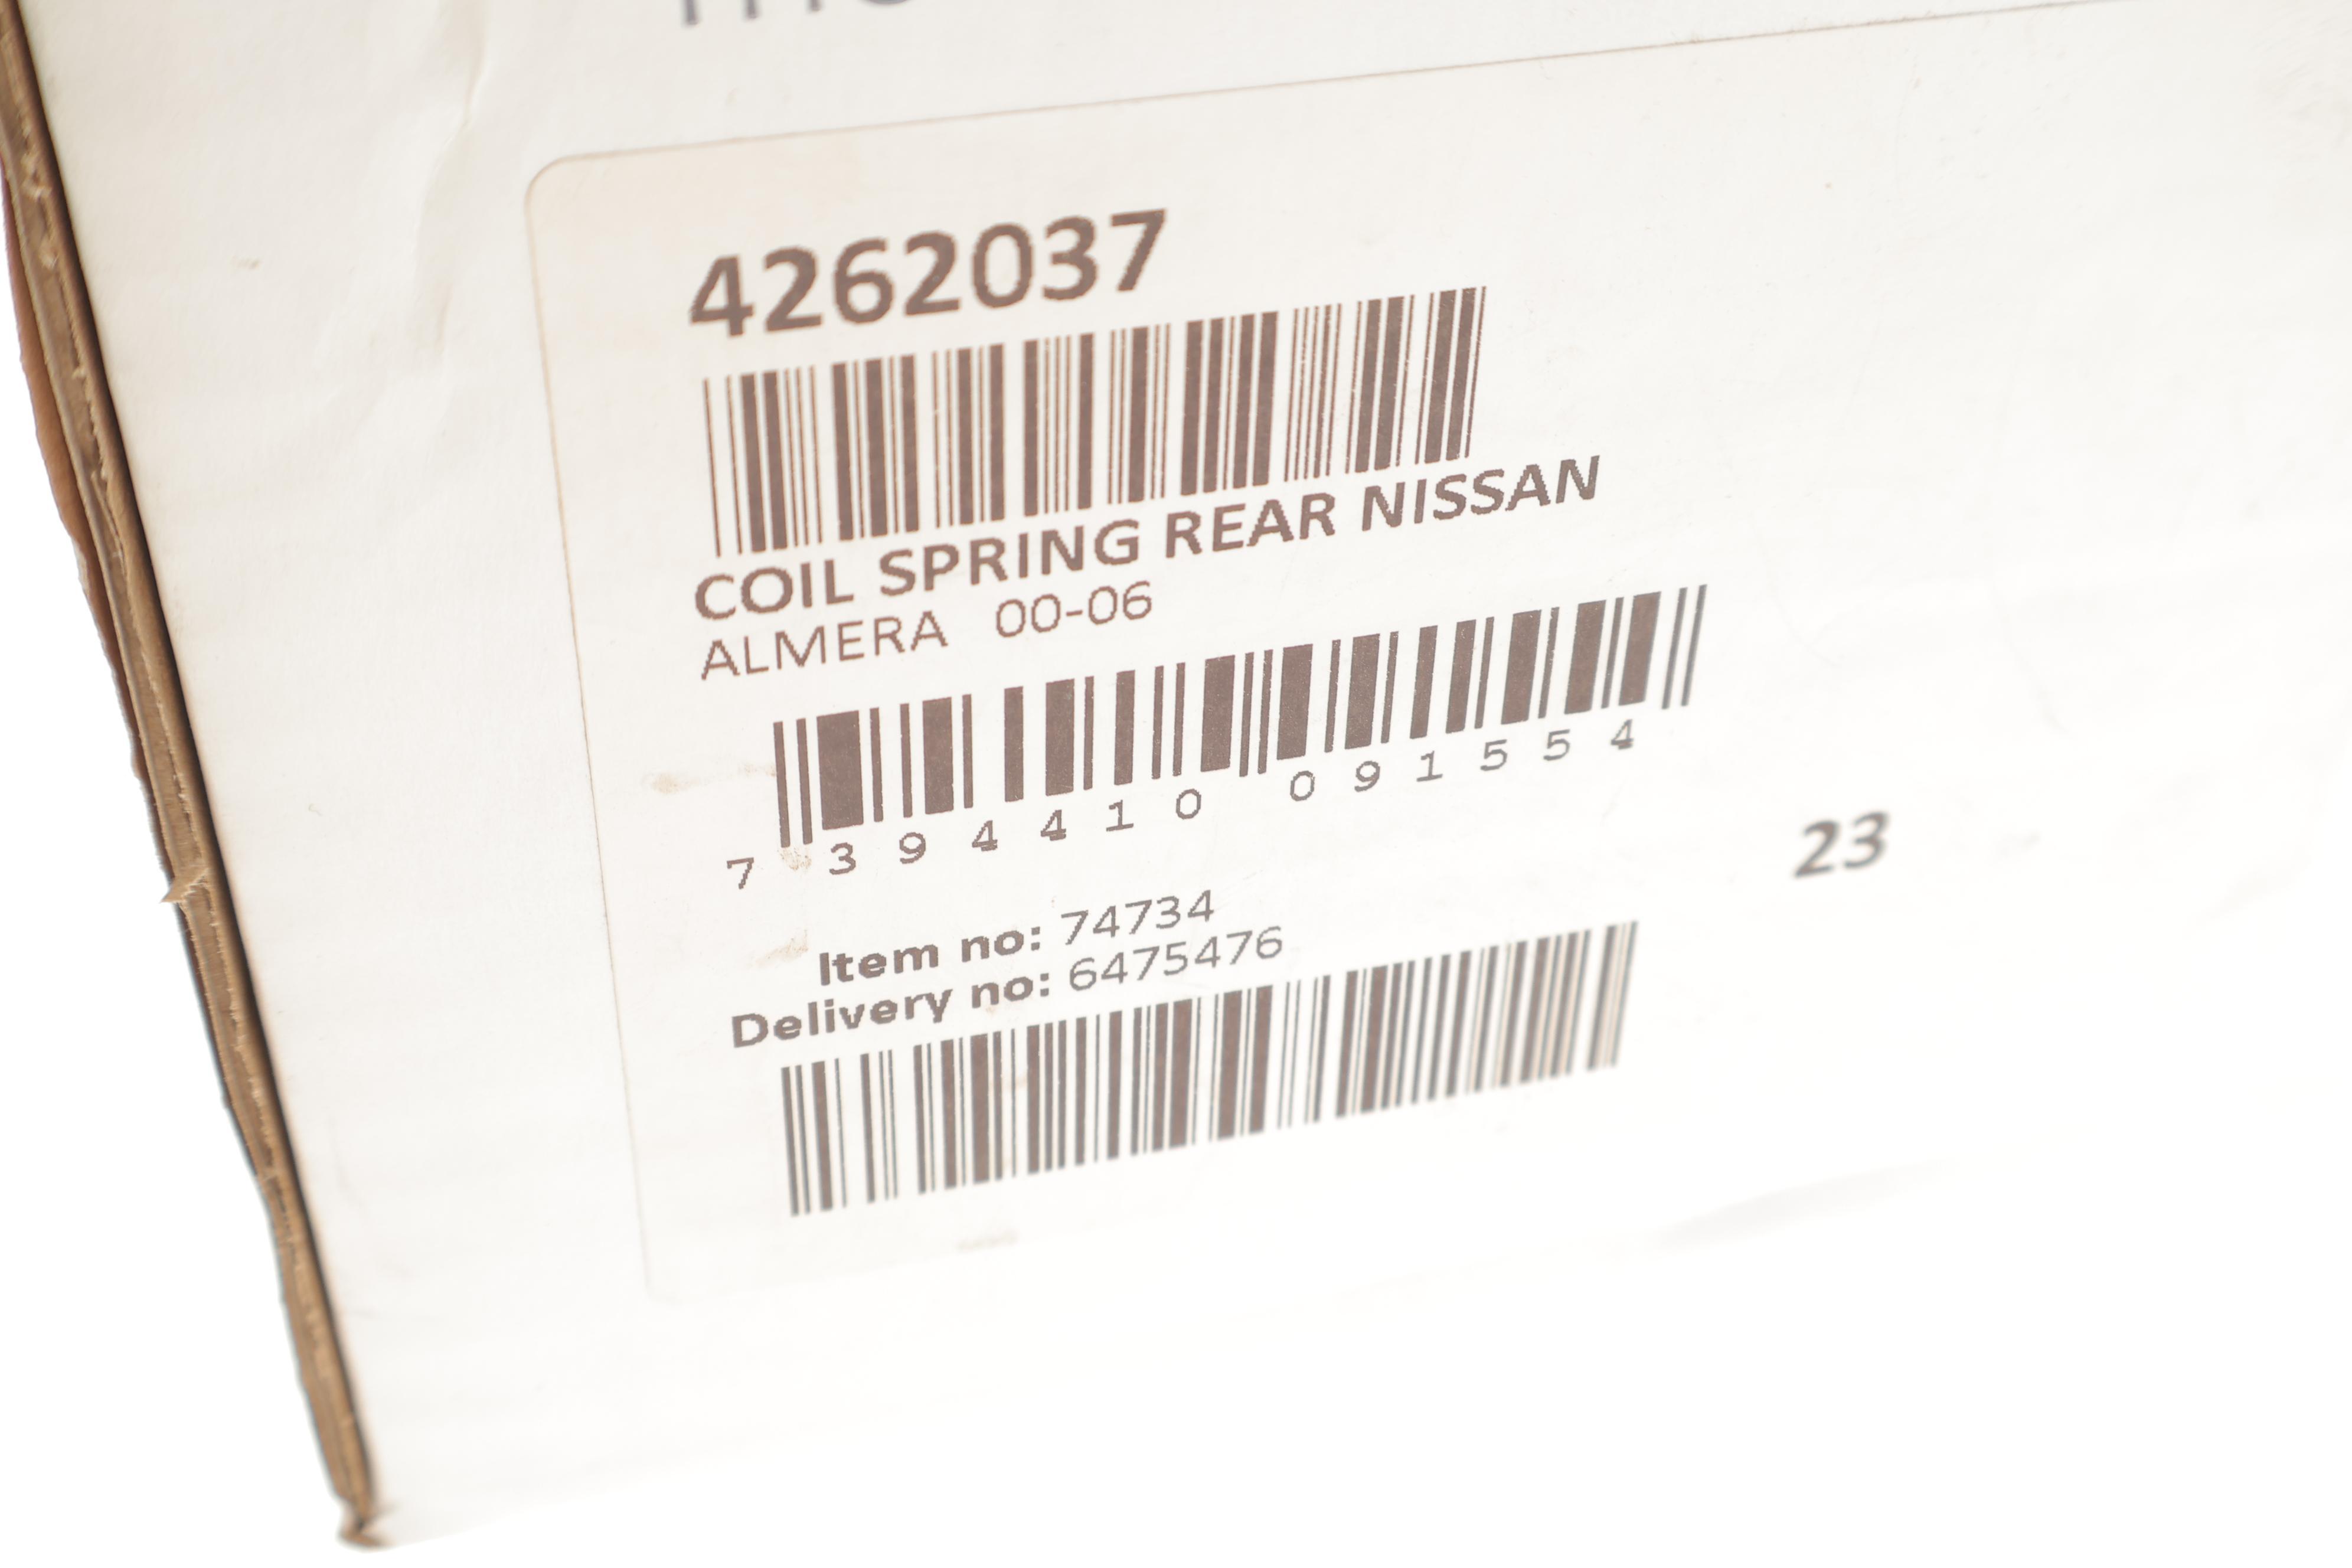 4262037
COIL SPRING REAR NISSAN
ALMERA 00-06
7 394410 091554
23
Item no: 74734
Delivery no: 6475476